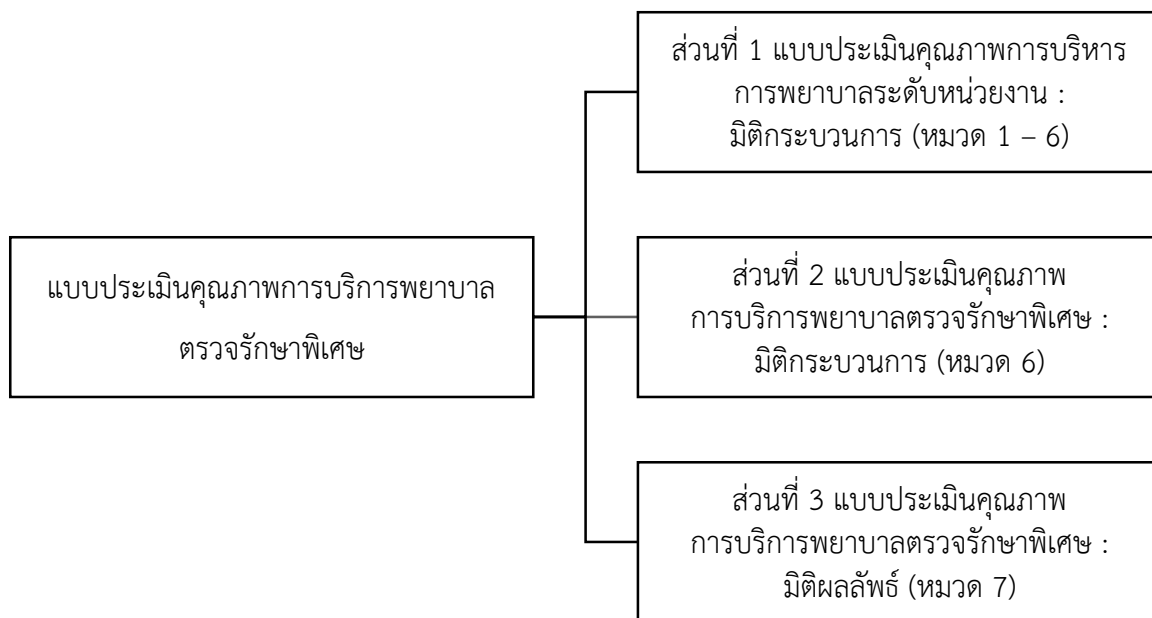 ส่วนที่ 1 แบบประเมินคุณภาพการบริหาร
การพยาบาลระดับหน่วยงาน :
มิติกระบวนการ (หมวด 1 – 6)
แบบประเมินคุณภาพการบริการพยาบาล
ตรวจรักษาพิเศษ
ส่วนที่ 2 แบบประเมินคุณภาพ
การบริการพยาบาลตรวจรักษาพิเศษ :
มิติกระบวนการ (หมวด 6)
ส่วนที่ 3 แบบประเมินคุณภาพ
การบริการพยาบาลตรวจรักษาพิเศษ :
มิติผลลัพธ์ (หมวด 7)